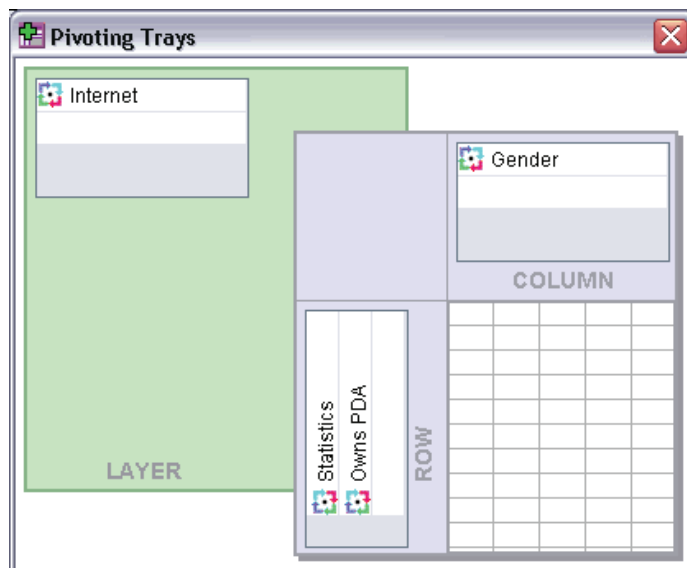 Pivoting Trays
Internet
Gender
COLUMN
Statistics
Owns PDA
ROW
LAYER